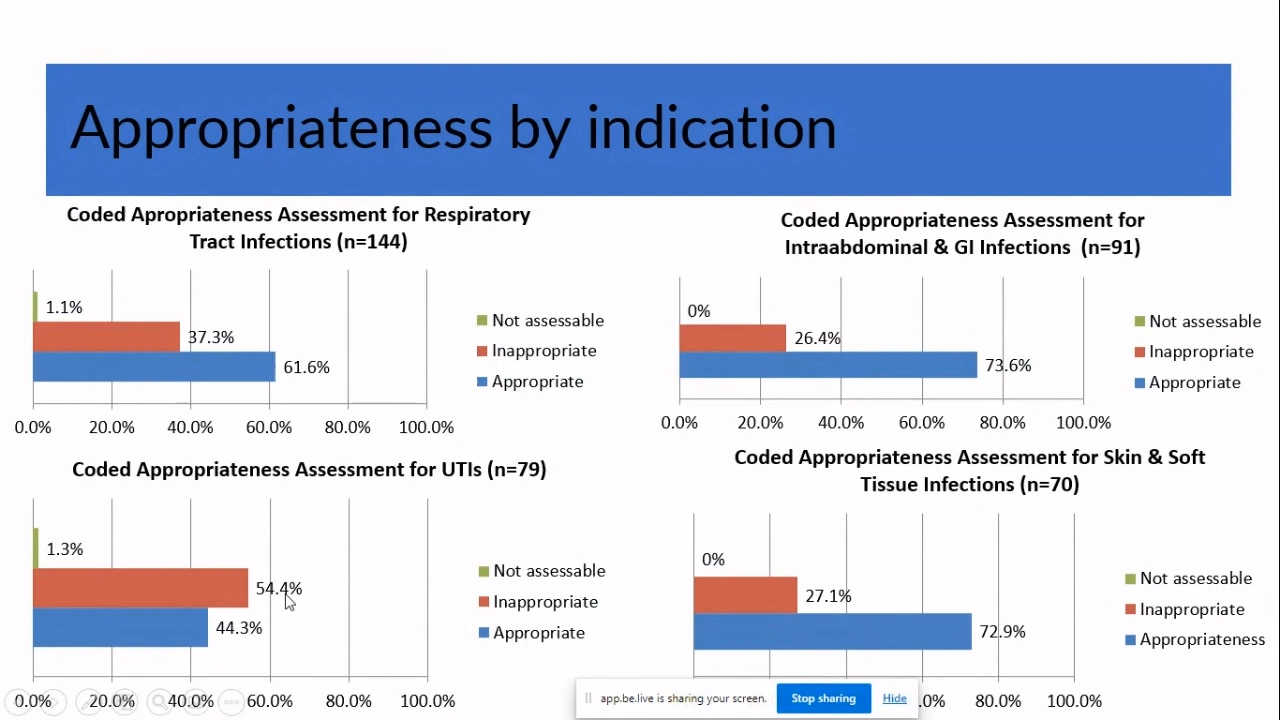 Appropriateness by indication
Coded Apropriateness Assessment for Respiratory
Tract Infections (n=144)
1.1%
37.3%
61.6%
Not assessable
Inappropriate
Appropriate
0.0% 20.0% 40.0% 60.0% 80.0% 100.0%
Coded Appropriateness Assessment for
Intraabdominal & GI Infections (n=91)
0%
26.4%
73.6%
Not assessable
Inappropriate
Appropriate
0.0% 20.0% 40.0% 60.0% 80.0% 100.0%
Coded Appropriateness Assessment for UTIs (n=79)
1.3%
54.4%
44.3%
Not assessable
Inappropriate
Appropriate
0.0% 20.0% 40.0% 60.0% 80.0% 100.0%
Coded Appropriateness Assessment for Skin & Soft
Tissue Infections (n=70)
0%
27.1%
72.9%
Not assessable
Inappropriate
Appropriateness
80.0% 100.0%
app.be.live is sharing your screen. Stop sharing Hide